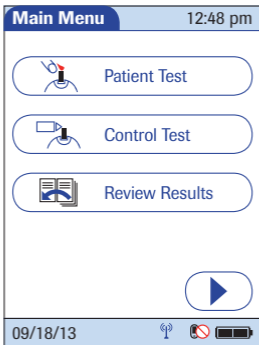 Main Menu 12:48 pm
Patient Test
Control Test
Review Results
09/18/13